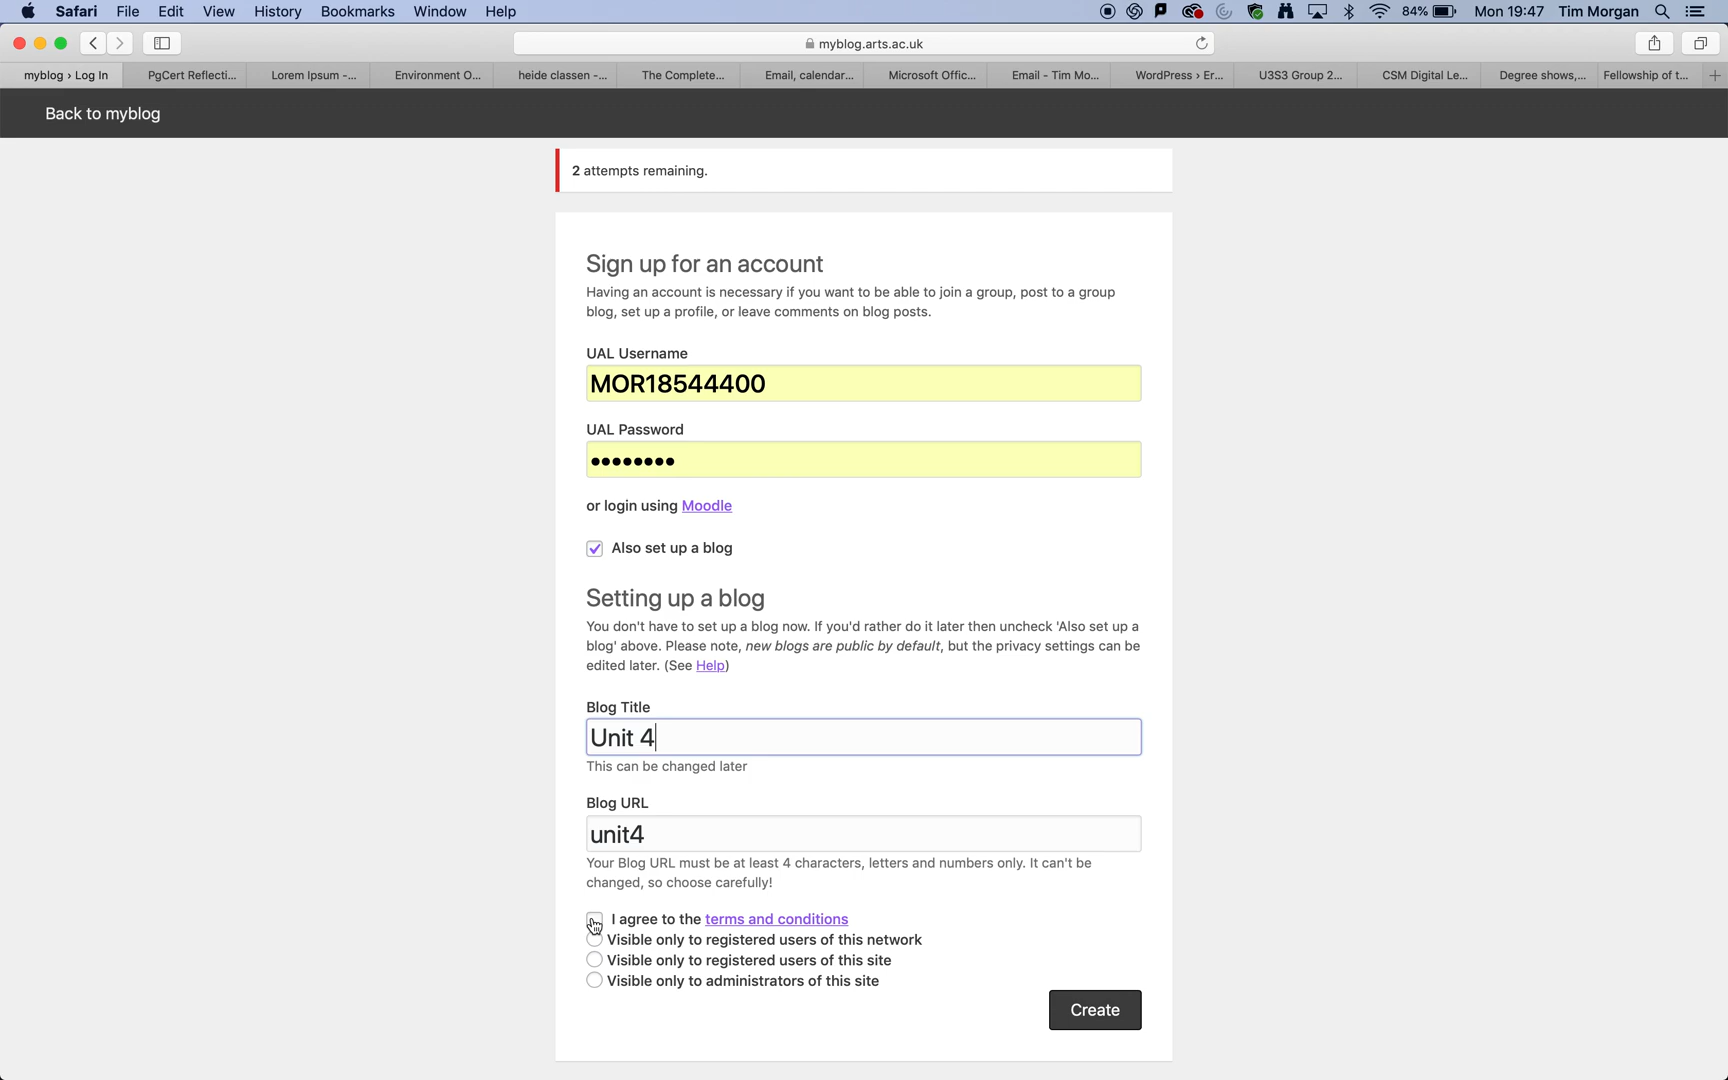 Safari File Edit View History Bookmarks Window Help 84% Mon 19:47 Tim Morgan
myblog.arts.ac.uk
myblog › Log In PgCert Reflecti... Lorem Ipsum -... Environment O... heide classen -... The Complete... Email, calendar... Microsoft Offic... Email - Tim Mo... WordPress › Er... U3S3 Group 2... CSM Digital Le... Degree shows,... Fellowship of t...
Back to myblog
2 attempts remaining.
Sign up for an account
Having an account is necessary if you want to be able to join a group, post to a group
blog, set up a profile, or leave comments on blog posts.
UAL Username
MOR18544400
UAL Password
••••••••
or login using Moodle
Also set up a blog
Setting up a blog
You don't have to set up a blog now. If you'd rather do it later then uncheck 'Also set up a
blog' above. Please note, new blogs are public by default, but the privacy settings can be
edited later. (See Help)
Blog Title
Unit 4
This can be changed later
Blog URL
unit4
Your Blog URL must be at least 4 characters, letters and numbers only. It can't be
changed, so choose carefully!
I agree to the terms and conditions
Visible only to registered users of this network
Visible only to registered users of this site
Visible only to administrators of this site
Create